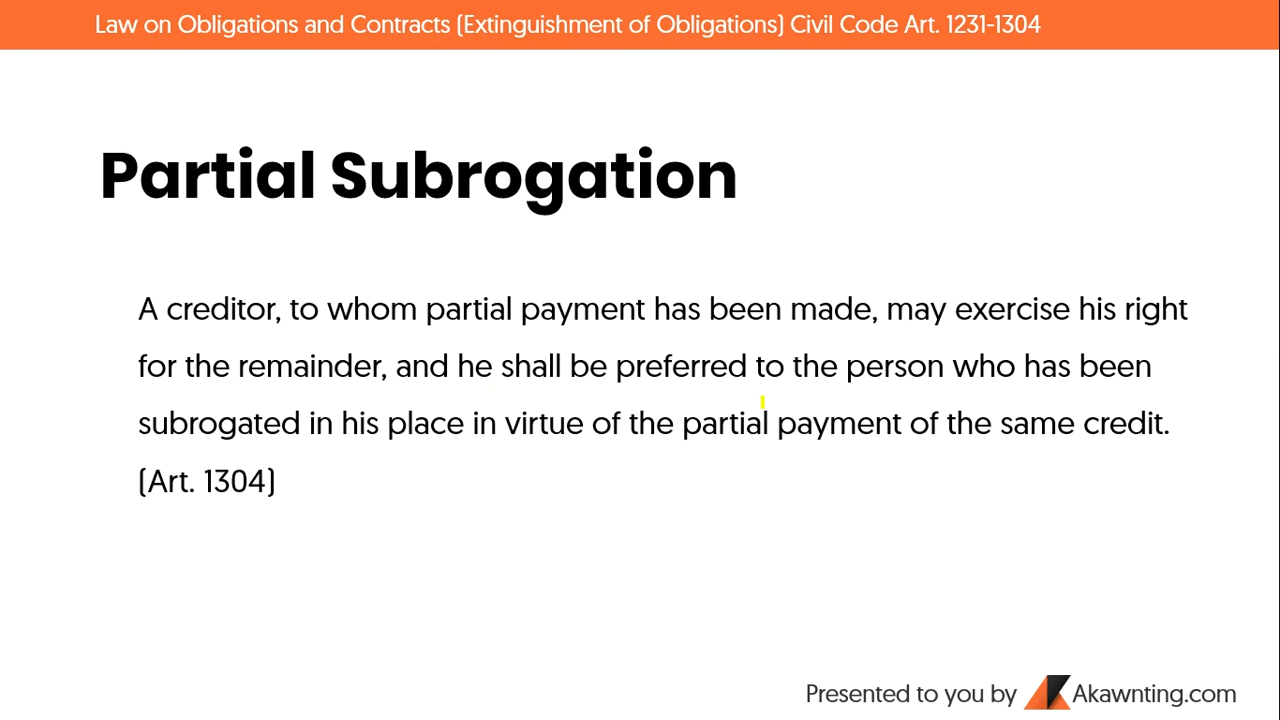 Law on Obligations and Contracts (Extinguishment of Obligations) Civil Code Art. 1231-1304
Partial Subrogation
A creditor, to whom partial payment has been made, may exercise his right
for the remainder, and he shall be preferred to the person who has been
subrogated in his place in virtue of the partial payment of the same credit.
(Art. 1304)
Presented to you by Akawnting.com